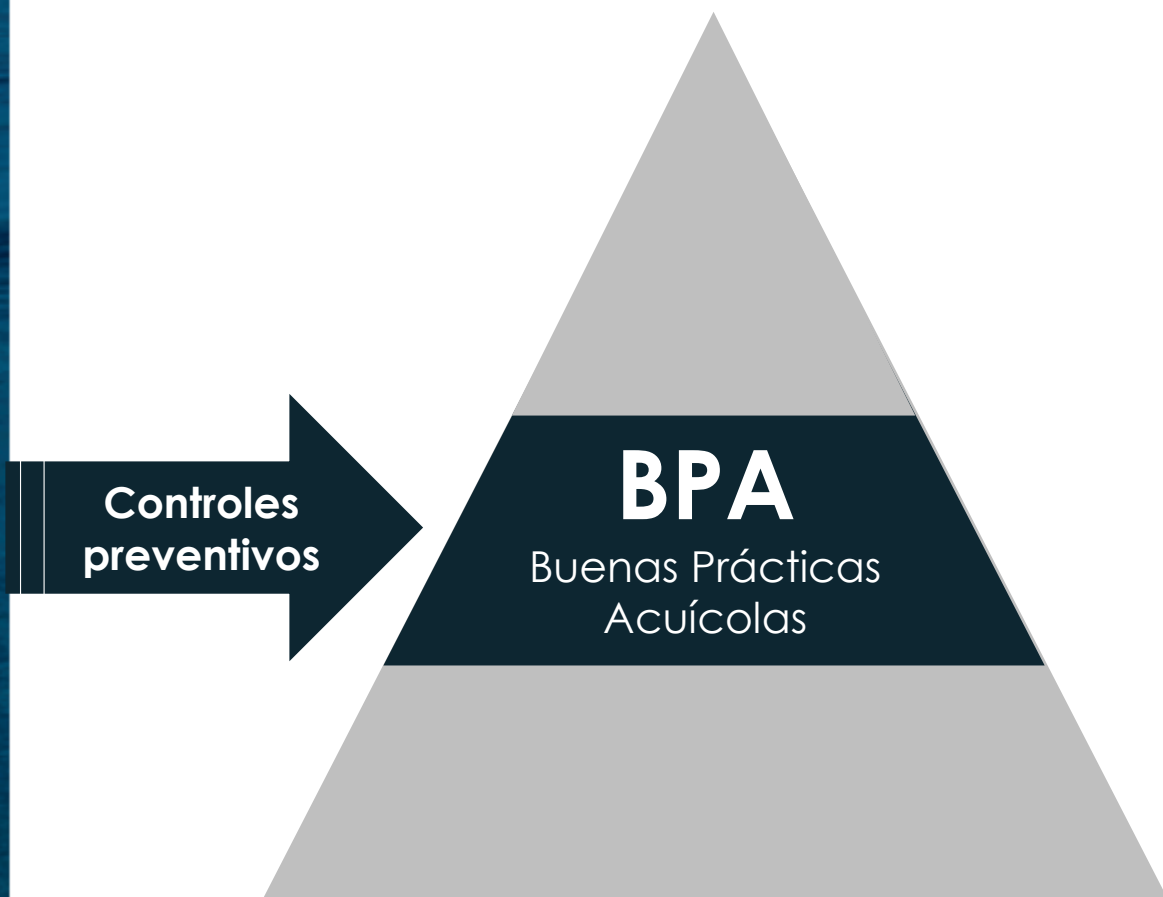 Controles
preventivos
BPA
Buenas Prácticas
Acuícolas